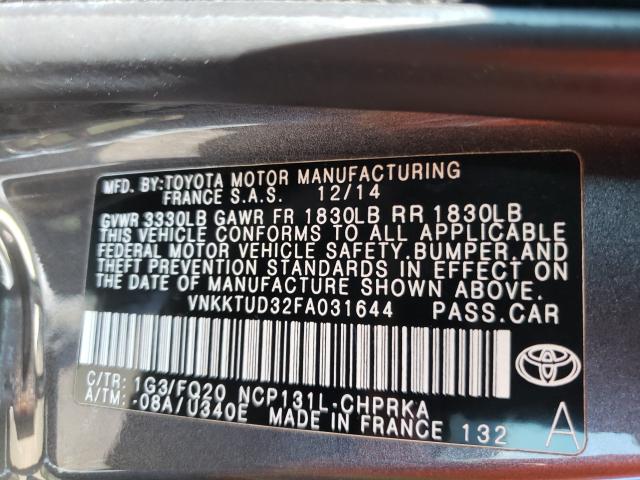 MFD. BY:TOYOTA MOTOR MANUFACTURING
FRANCE S.A.S. 12/14
GVWR 3330LB GAWR FR 1830LB RR 1830LB
THIS VEHICLE CONFORMS TO ALL APPLICABLE
FEDERAL MOTOR VEHICLE SAFETY,BUMPER,AND
THEFT PREVENTION STANDARDS IN EFFECT ON
THE DATE OF MANUFACTURE SHOWN ABOVE.
VNKKTUD32FA031644 PASS.CAR
C/TR: 1G3/FQ20 NCP131L-CHPRKA
A/TM: -08A/U340E MADE IN FRANCE 132
A